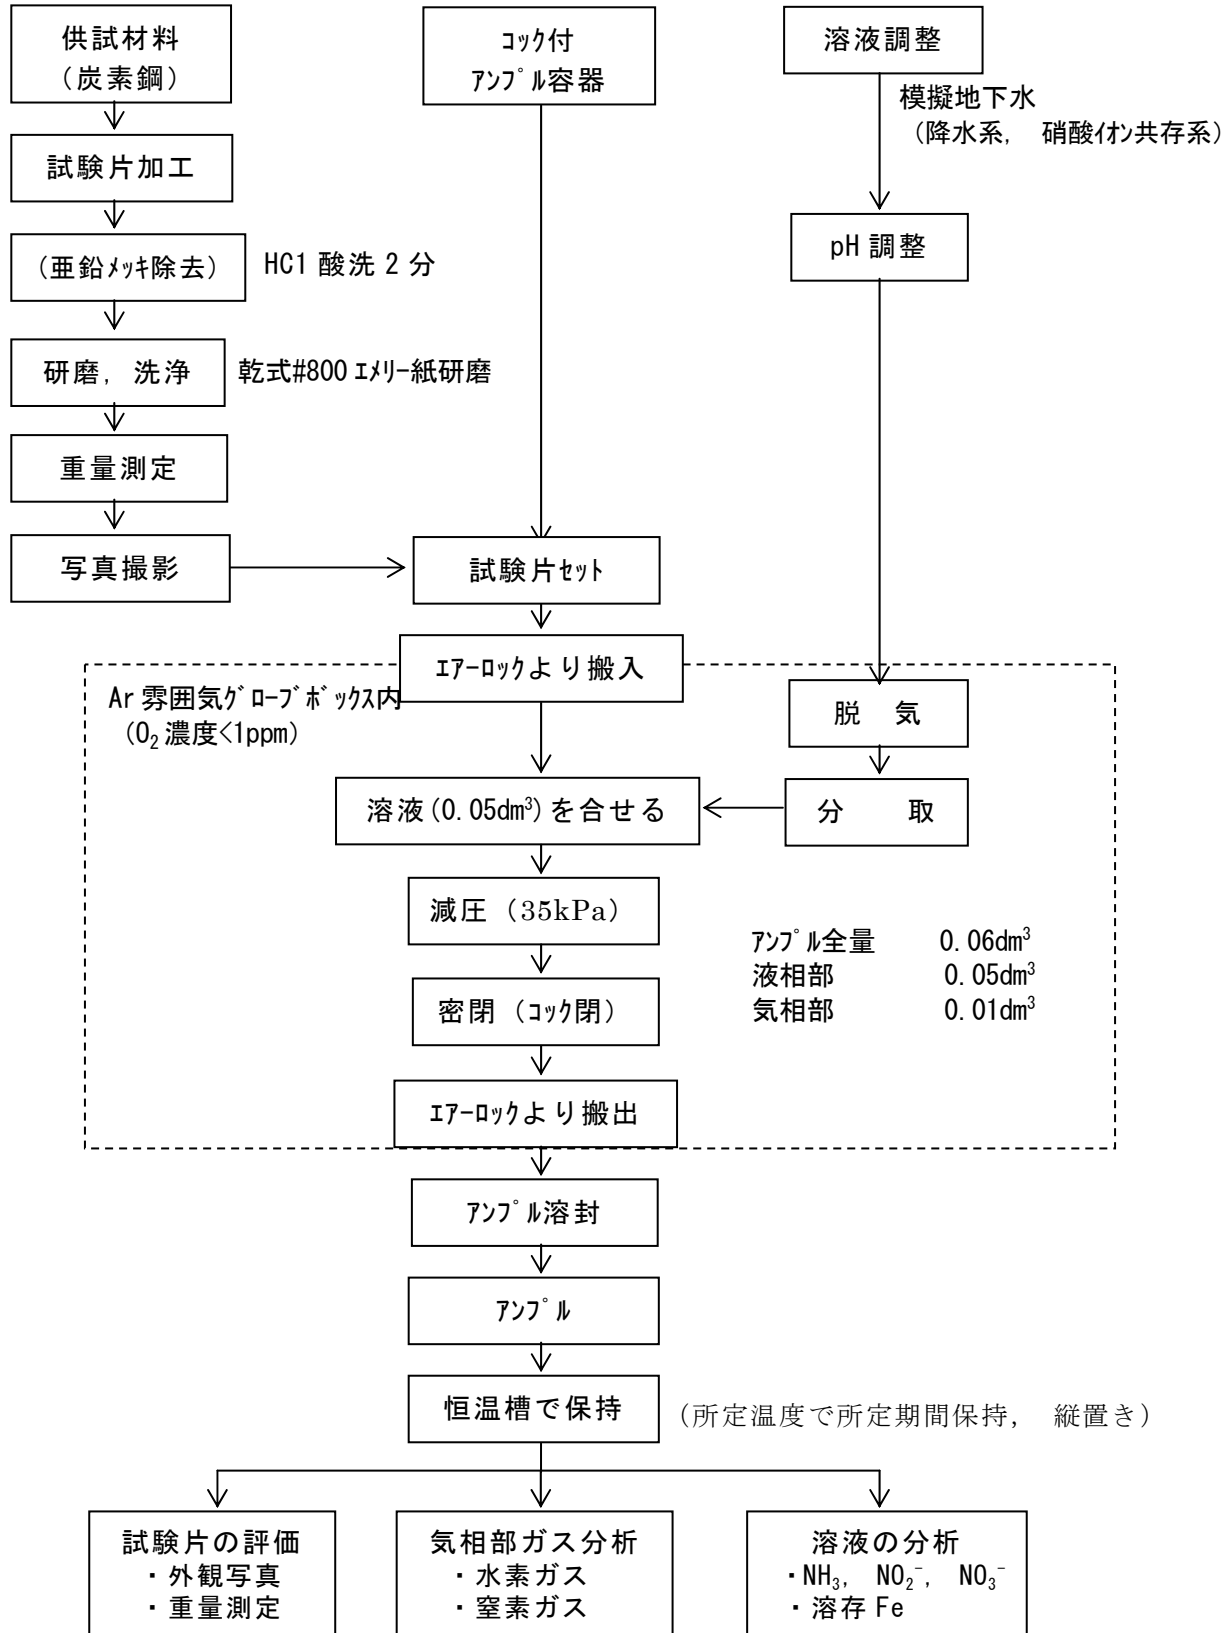 供試材料
(炭素鋼)
試験片加工
(亜鉛ﾒｯｷ除去)
HCl 酸洗 2 分
研磨, 洗浄
乾式#800 ｴﾒﾘｰ紙研磨
重量測定
写真撮影
ｺｯｸ付
ｱﾝﾌﾟﾙ容器
溶液調整
模擬地下水
(降水系, 硝酸ｲｵﾝ共存系)
pH 調整
試験片ｾｯﾄ
ｴｱｰﾛｯｸより搬入
Ar 雰囲気ｸﾞﾛｰﾌﾞﾎﾞｯｸｽ内
(O₂ 濃度<1ppm)
脱 気
分 取
溶液(0.05dm³)を合せる
減圧 (35kPa)
密閉 (ｺｯｸ閉)
ｱﾝﾌﾟﾙ全量 0.06dm³
液相部 0.05dm³
気相部 0.01dm³
ｴｱｰﾛｯｸより搬出
ｱﾝﾌﾟﾙ溶封
ｱﾝﾌﾟﾙ
恒温槽で保持
(所定温度で所定期間保持, 縦置き)
試験片の評価
・外観写真
・重量測定
気相部ガス分析
・水素ガス
・窒素ガス
溶液の分析
・NH₃, NO₂⁻, NO₃⁻
・溶存 Fe